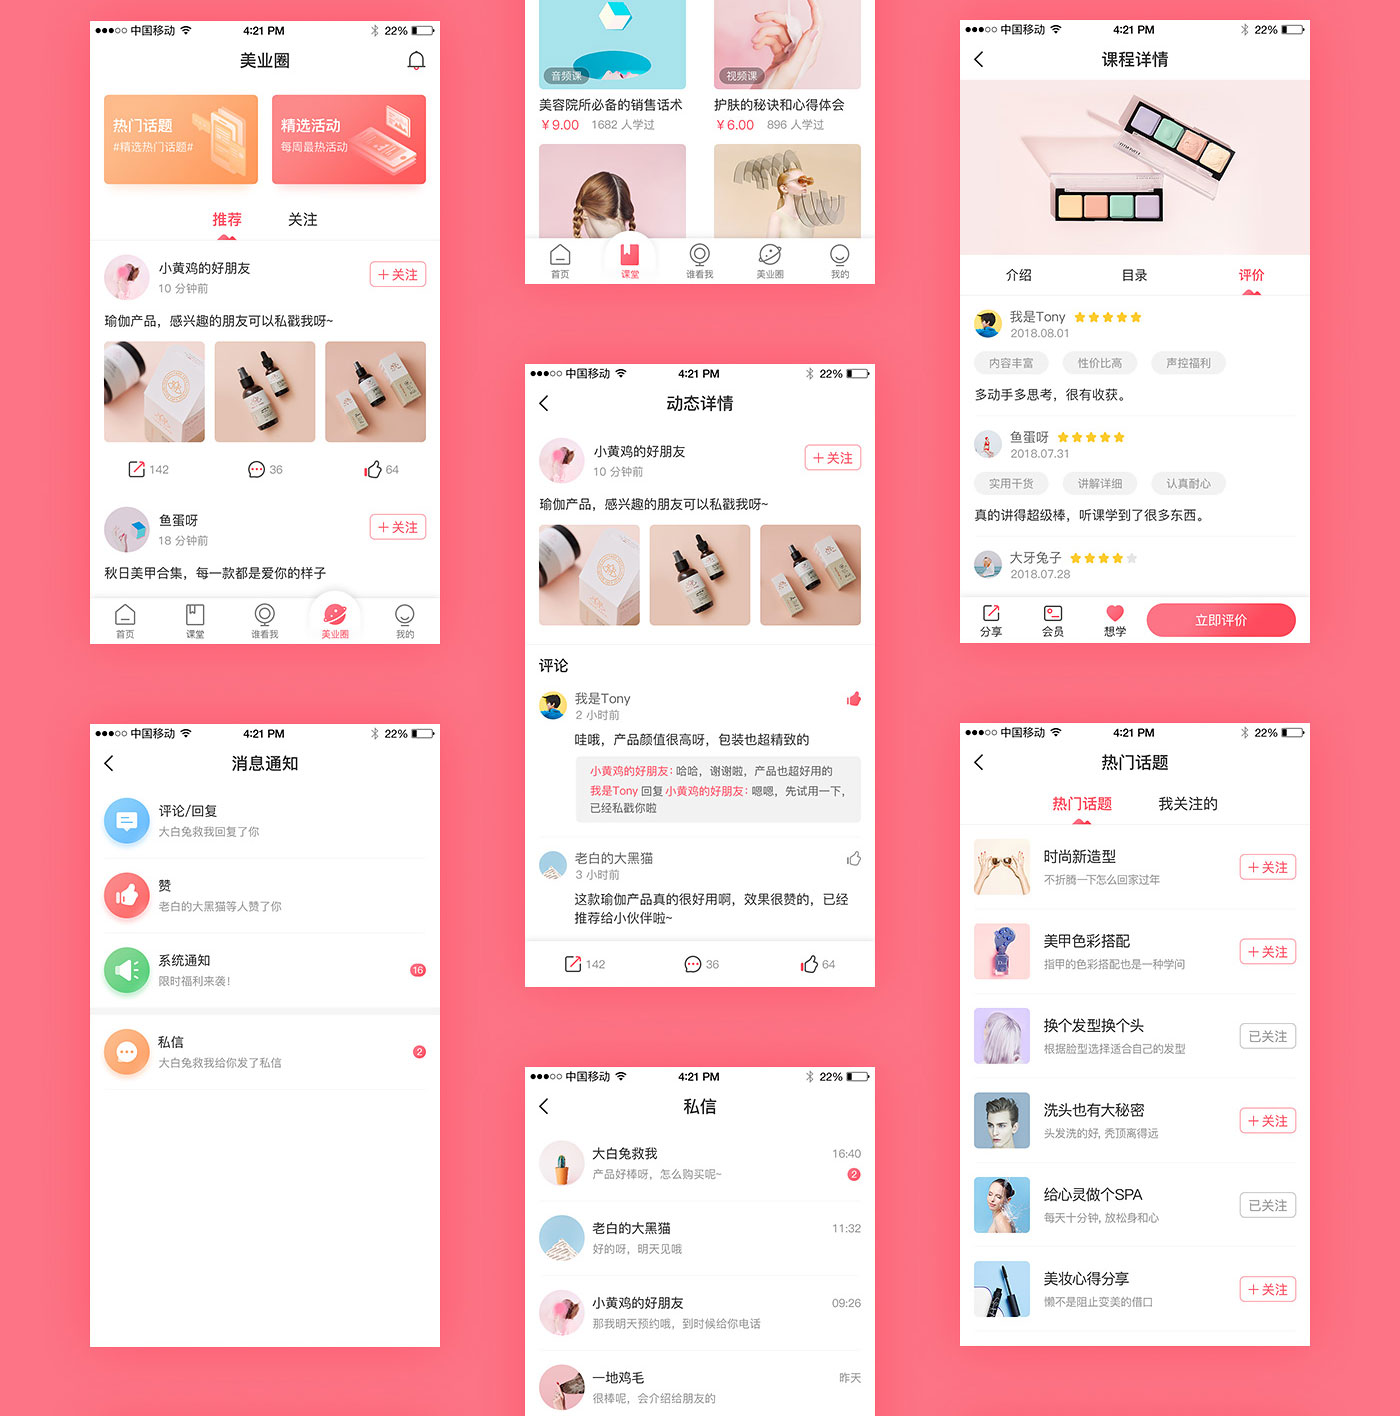 中国移动 4:21 PM 22%
美业圈
热门话题
#精选热门话题#
精选活动
每周最热活动
推荐 关注
小黄鸡的好朋友
10 分钟前
+关注
瑜伽产品，感兴趣的朋友可以私戳我呀~
142 36 64
鱼蛋呀
18 分钟前
+关注
秋日美甲合集，每一款都是爱你的样子
首页 课堂 谁看我 美业圈 我的
中国移动 4:21 PM 22%
消息通知
评论/回复
大白兔救我回复了你
赞
老白的大黑猫等人赞了你
系统通知
限时福利来袭!
16
私信
大白兔救我给你发了私信
2
音频课
美容院所必备的销售话术
¥9.00 1682 人学过
视频课
护肤的秘诀和心得体会
¥6.00 896 人学过
首页 课堂 谁看我 美业圈 我的
中国移动 4:21 PM 22%
动态详情
小黄鸡的好朋友
10 分钟前
+关注
瑜伽产品，感兴趣的朋友可以私戳我呀~
评论
我是Tony
2 小时前
哇哦，产品颜值很高呀，包装也超精致的
小黄鸡的好朋友: 哈哈，谢谢啦，产品也超好用的
我是Tony 回复 小黄鸡的好朋友: 嗯嗯，先试用一下，
已经私戳你啦
老白的大黑猫
3 小时前
这款瑜伽产品真的很好用啊，效果很赞的，已经
推荐给小伙伴啦~
142 36 64
中国移动 4:21 PM 22%
私信
大白兔救我 16:40
产品好棒呀，怎么购买呢~ 2
老白的大黑猫 11:32
好的呀，明天见哦
小黄鸡的好朋友 09:26
那我明天预约哦，到时候给你电话
一地鸡毛 昨天
很棒呢，会介绍给朋友的
中国移动 4:21 PM 22%
课程详情
介绍 目录 评价
我是Tony
2018.08.01
内容丰富 性价比高 声控福利
多动手多思考，很有收获。
鱼蛋呀
2018.07.31
实用干货 讲解详细 认真耐心
真的讲得超级棒，听课学到了很多东西。
大牙兔子
2018.07.28
分享 会员 想学 立即评价
中国移动 4:21 PM 22%
热门话题
热门话题 我关注的
时尚新造型
不折腾一下怎么回家过年
+关注
美甲色彩搭配
指甲的色彩搭配也是一种学问
+关注
换个发型换个头
根据脸型选择适合自己的发型
已关注
洗头也有大秘密
头发洗的好, 秃顶离得远
+关注
给心灵做个SPA
每天十分钟, 放松身和心
已关注
美妆心得分享
懒不是阻止变美的借口
+关注